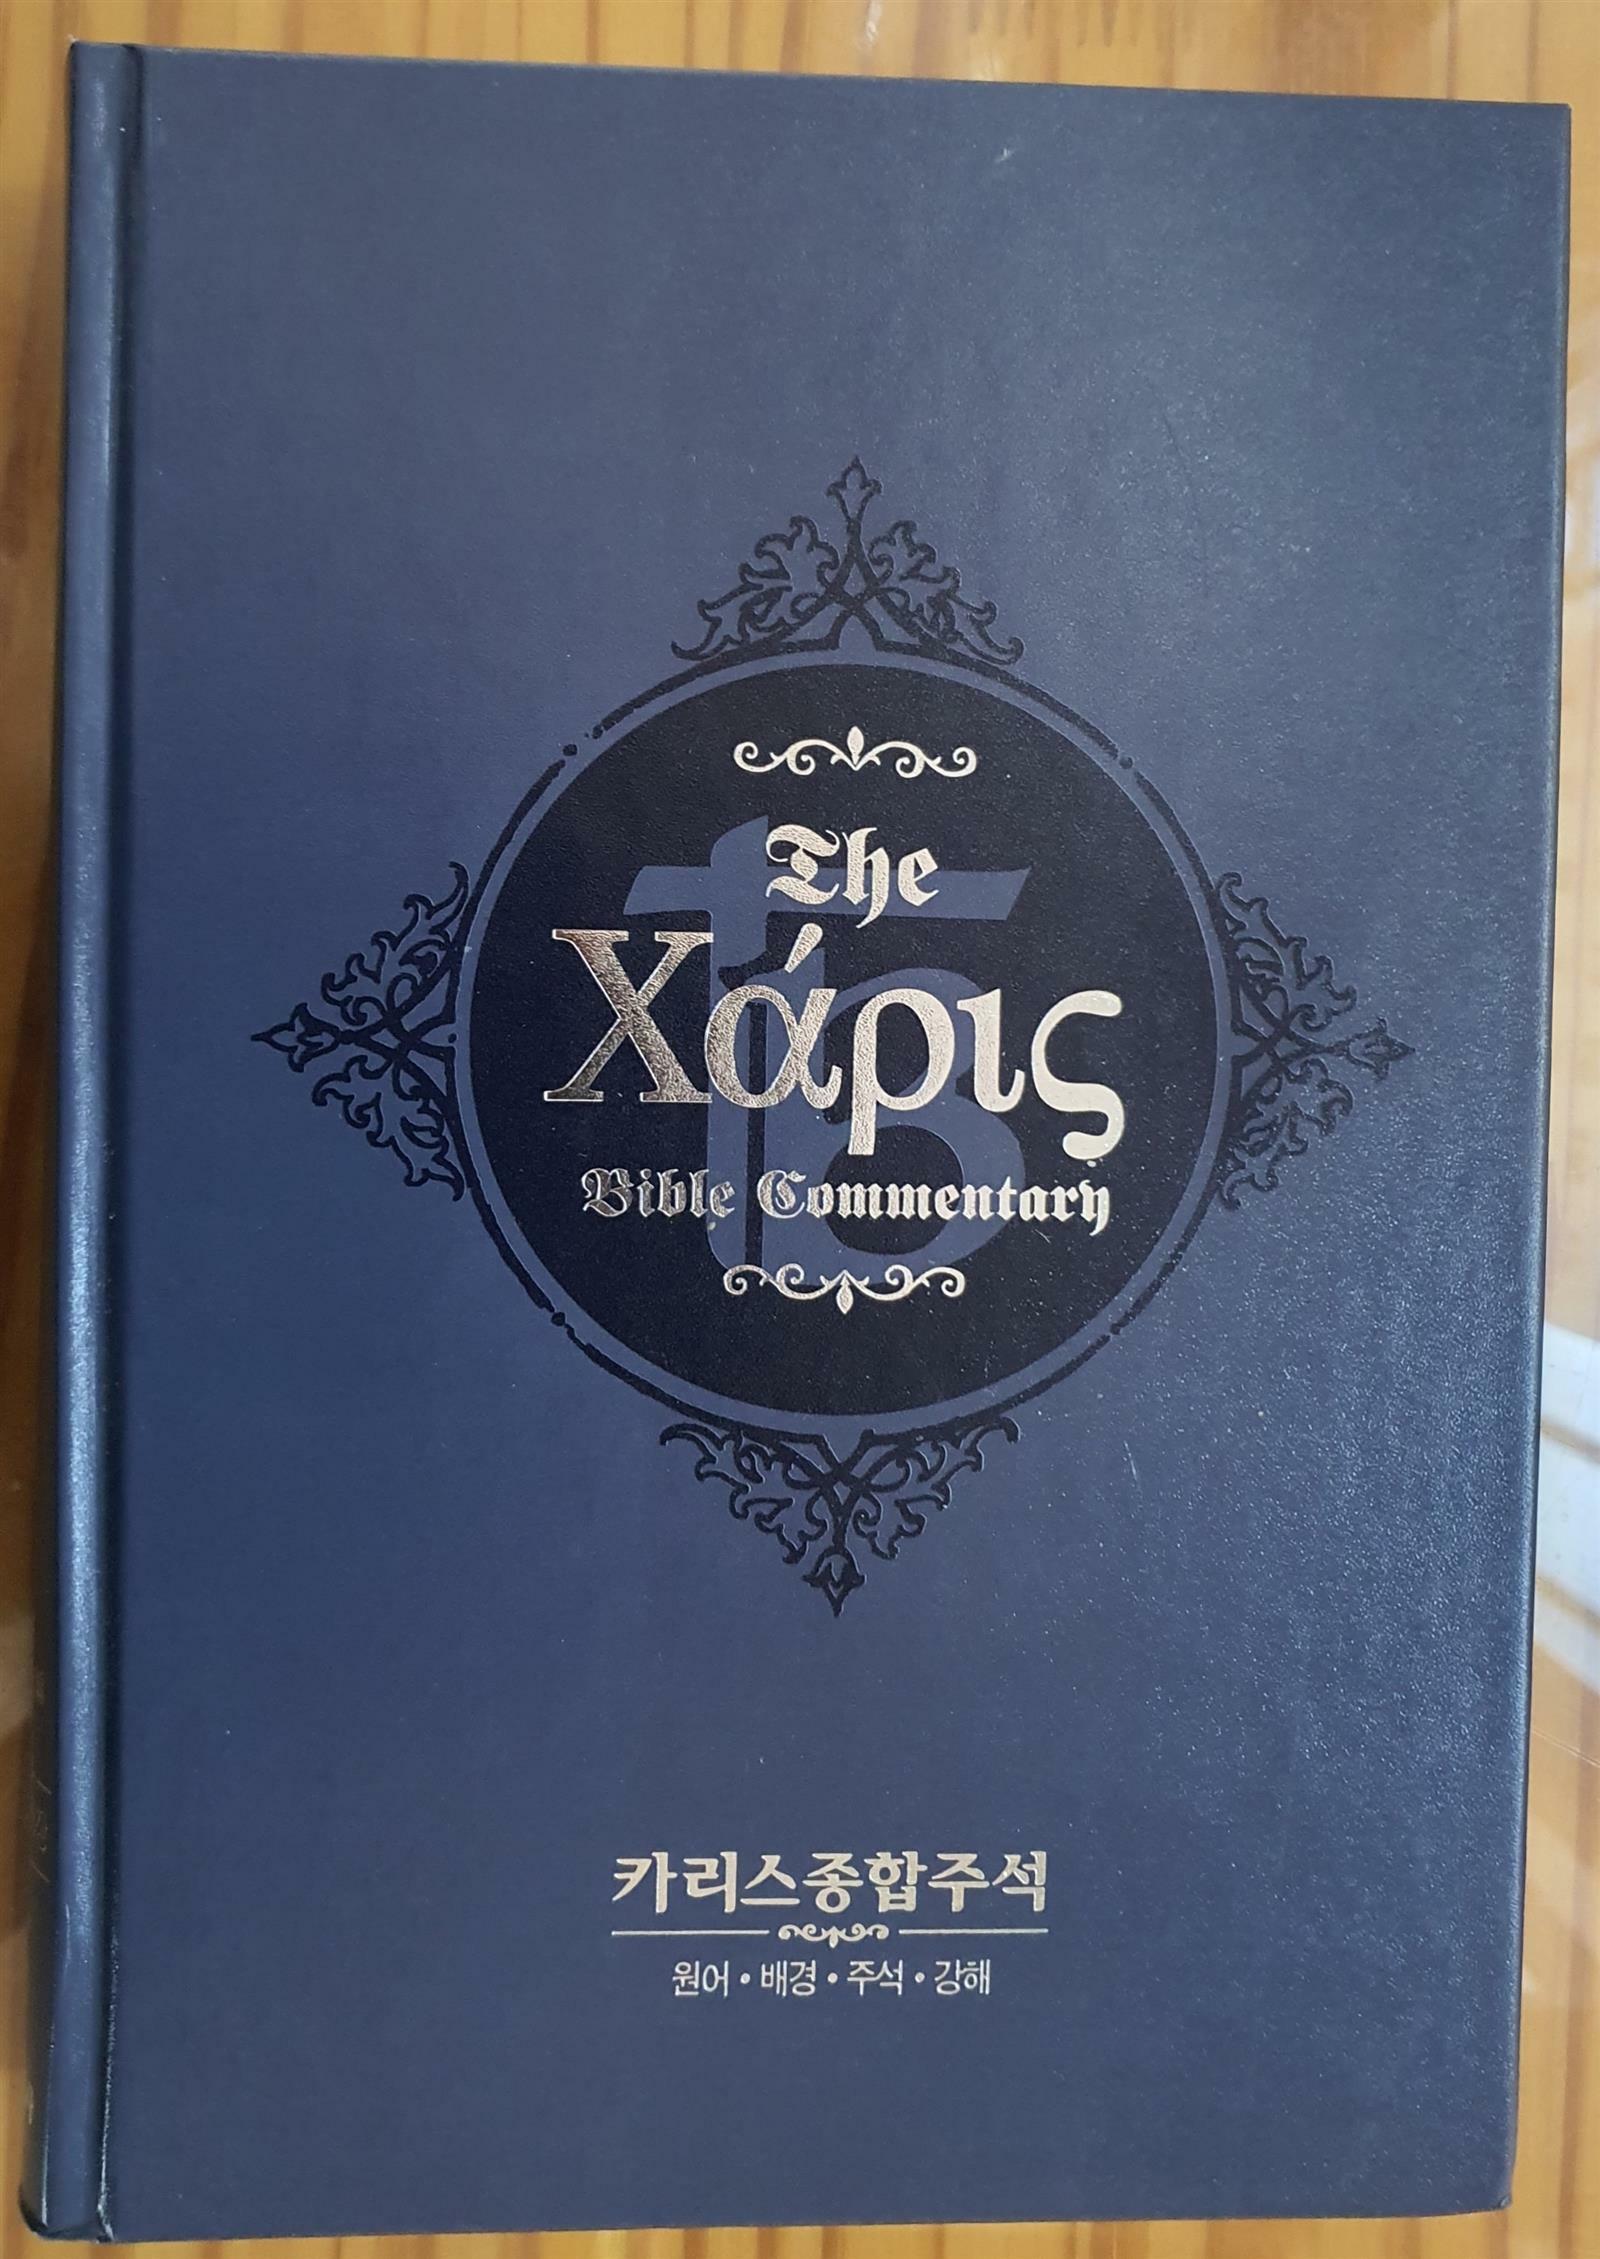 The
Χάρις
Bible Commentary
카리스종합주석
원어 • 배경 • 주석 • 강해